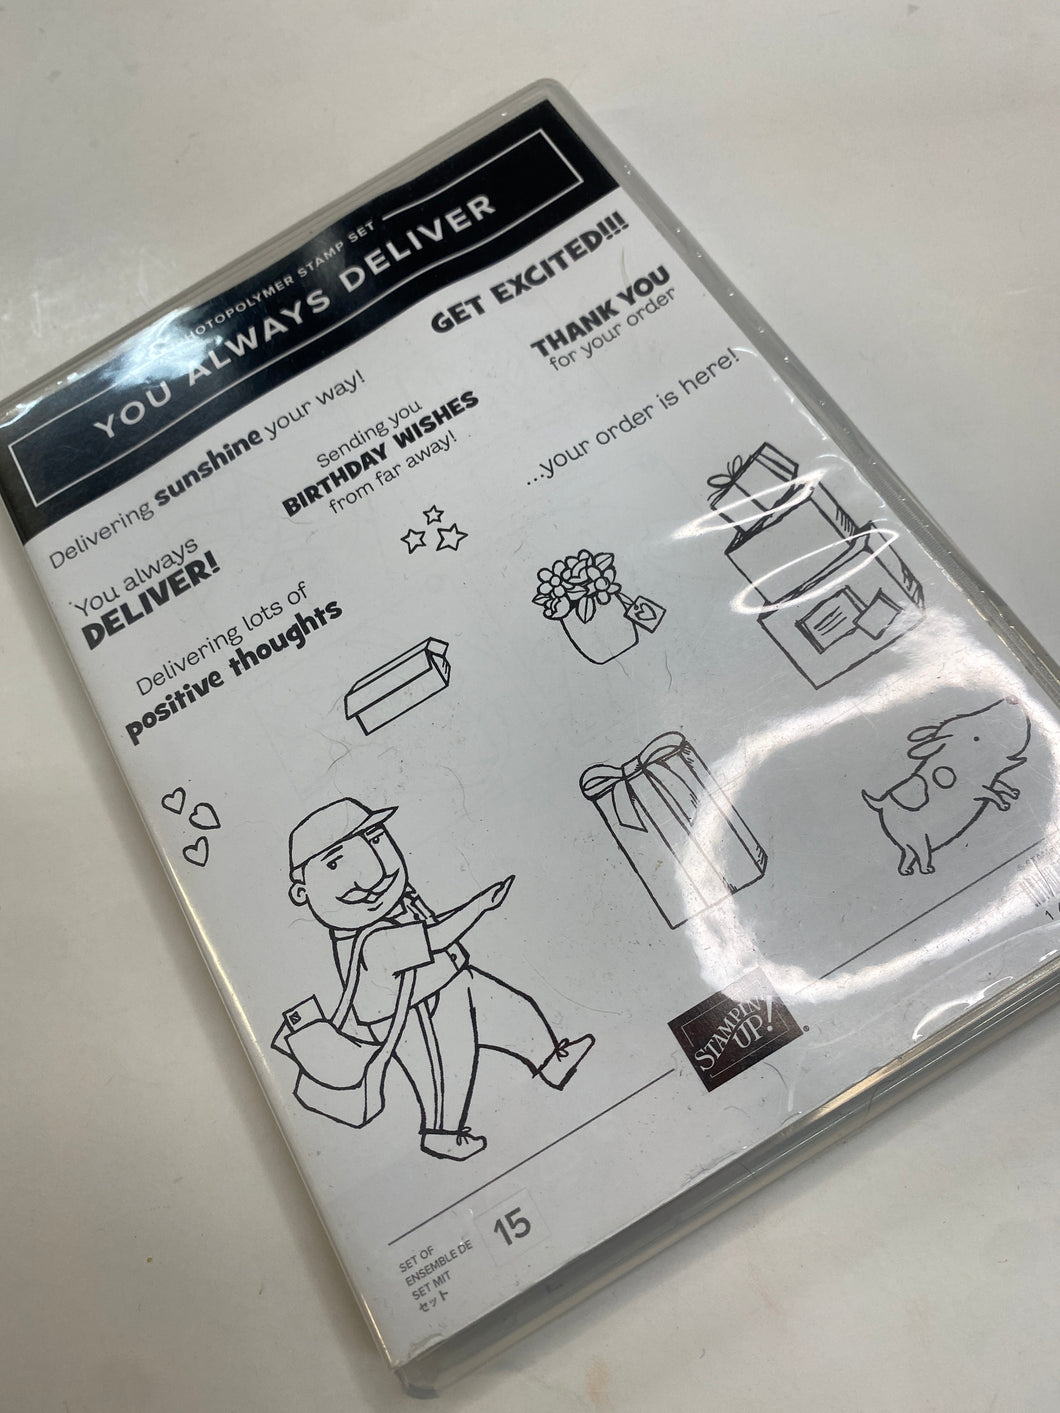 PHOTOPOLYMER STAMP SET
YOU ALWAYS DELIVER
GET EXCITED!!!
THANK YOU
for your order
Delivering sunshine your way!
Sending you
BIRTHDAY WISHES
from far away!
...your order is here!
You always
DELIVER!
Delivering lots of
positive thoughts
STAMPIN'
UP!
®
SET OF
ENSEMBLE DE
SET MIT
セット
15